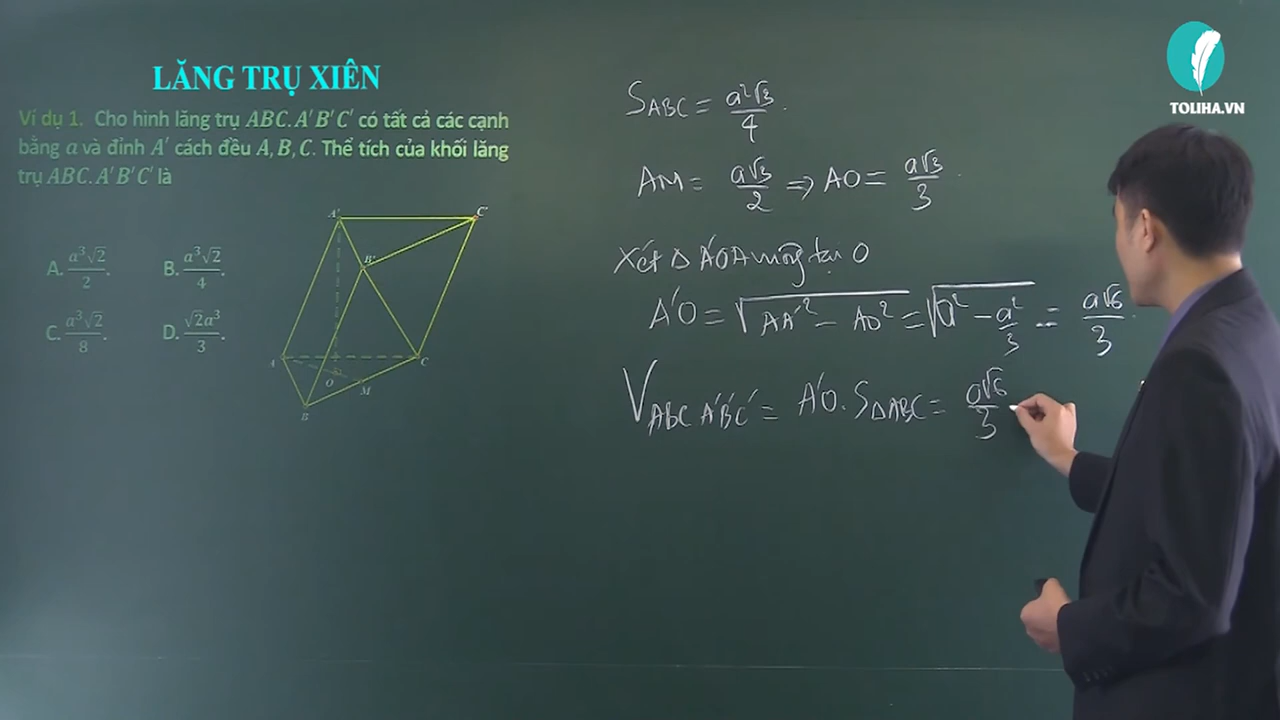 LĂNG TRỤ XIÊN
Ví dụ 1. Cho hình lăng trụ ABC.A'B'C' có tất cả các cạnh
bằng a và đỉnh A' cách đều A, B, C. Thể tích của khối lăng
trụ ABC.A'B'C' là
A. a³√2/2. B. a³√2/4.
C. a³√2/8. D. √2a³/3.
A' C'
B'
A C
O M
B
S ABC = a²√3/4.
AM = a√3/2 => AO = a√3/3.
Xét Δ A'OA vuông tại O
A'O = √(AA'² - AO²) = √(a² - a²/3) = a√6/3.
V ABC A'B'C' = A'O. SΔABC = a√6/3
TOLIHA.VN